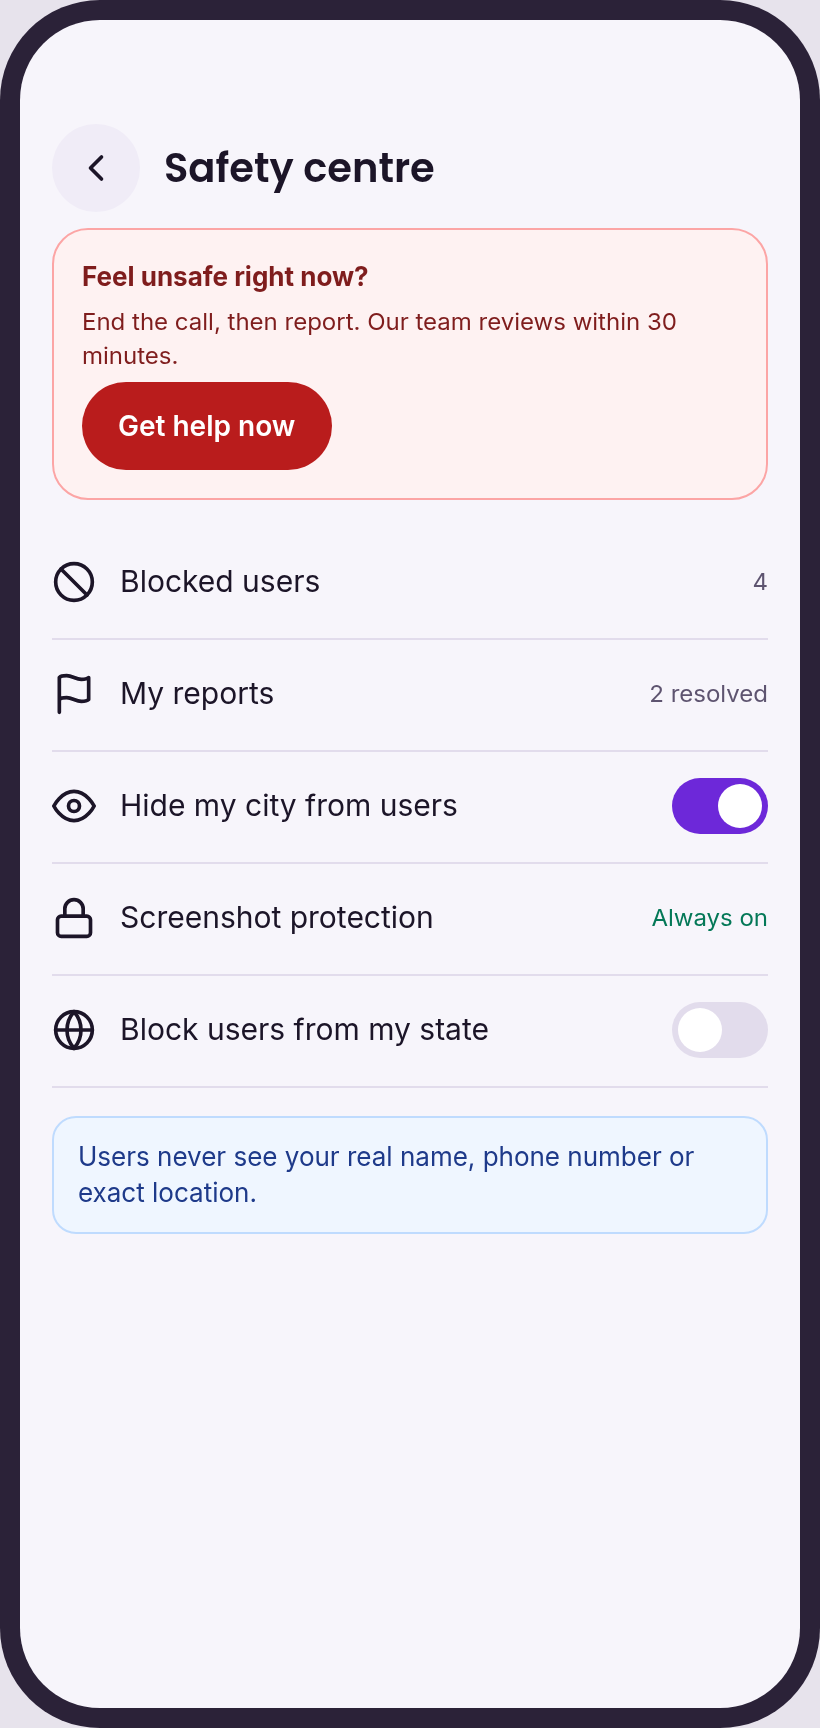 Safety centre
Feel unsafe right now?
End the call, then report. Our team reviews within 30
minutes.
Get help now
Blocked users 4
My reports 2 resolved
Hide my city from users
Screenshot protection Always on
Block users from my state
Users never see your real name, phone number or
exact location.